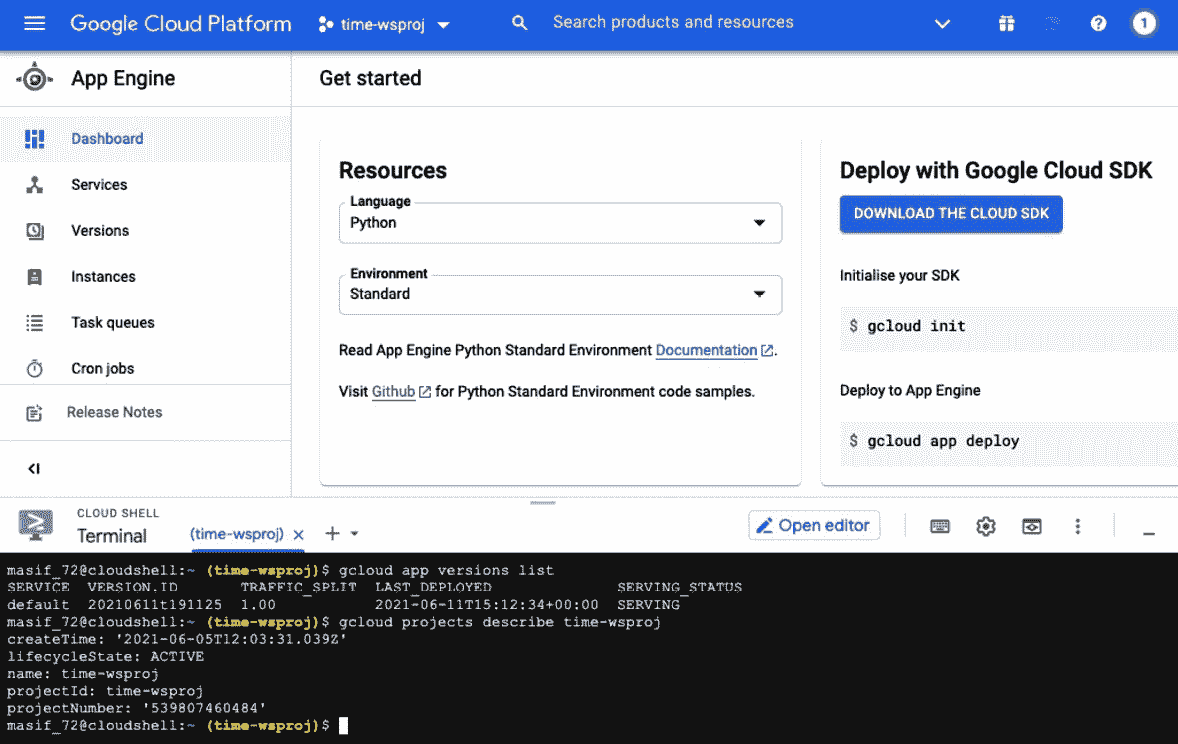 Google Cloud Platform time-wsproj Search products and resources 1
App Engine
Get started
Dashboard
Services
Versions
Instances
Task queues
Cron jobs
Release Notes
Resources
Language
Python
Environment
Standard
Read App Engine Python Standard Environment Documentation.
Visit Github for Python Standard Environment code samples.
Deploy with Google Cloud SDK
DOWNLOAD THE CLOUD SDK
Initialise your SDK
$ gcloud init
Deploy to App Engine
$ gcloud app deploy
CLOUD SHELL
Terminal
(time-wsproj)
Open editor
masif_72@cloudshell:~ (time-wsproj)$ gcloud app versions list
SERVICE VERSION.ID TRAFFIC_SPLIT LAST_DEPLOYED SERVING_STATUS
default 20210611t191125 1.00 2021-06-11T15:12:34+00:00 SERVING
masif_72@cloudshell:~ (time-wsproj)$ gcloud projects describe time-wsproj
createTime: '2021-06-05T12:03:31.039Z'
lifecycleState: ACTIVE
name: time-wsproj
projectId: time-wsproj
projectNumber: '539807460484'
masif_72@cloudshell:~ (time-wsproj)$